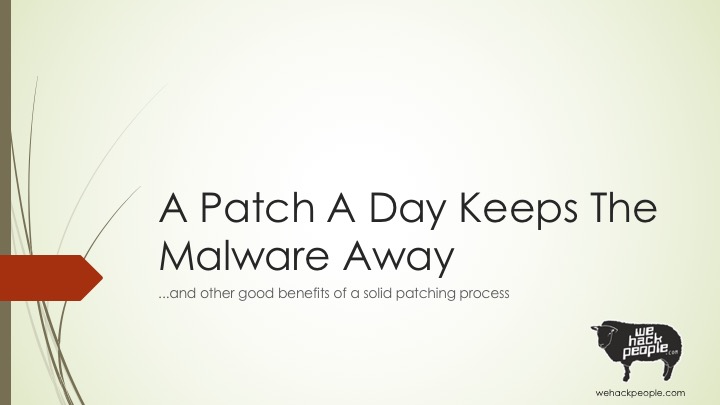 A Patch A Day Keeps The
Malware Away
...and other good benefits of a solid patching process
we
hack
people.com
wehackpeople.com